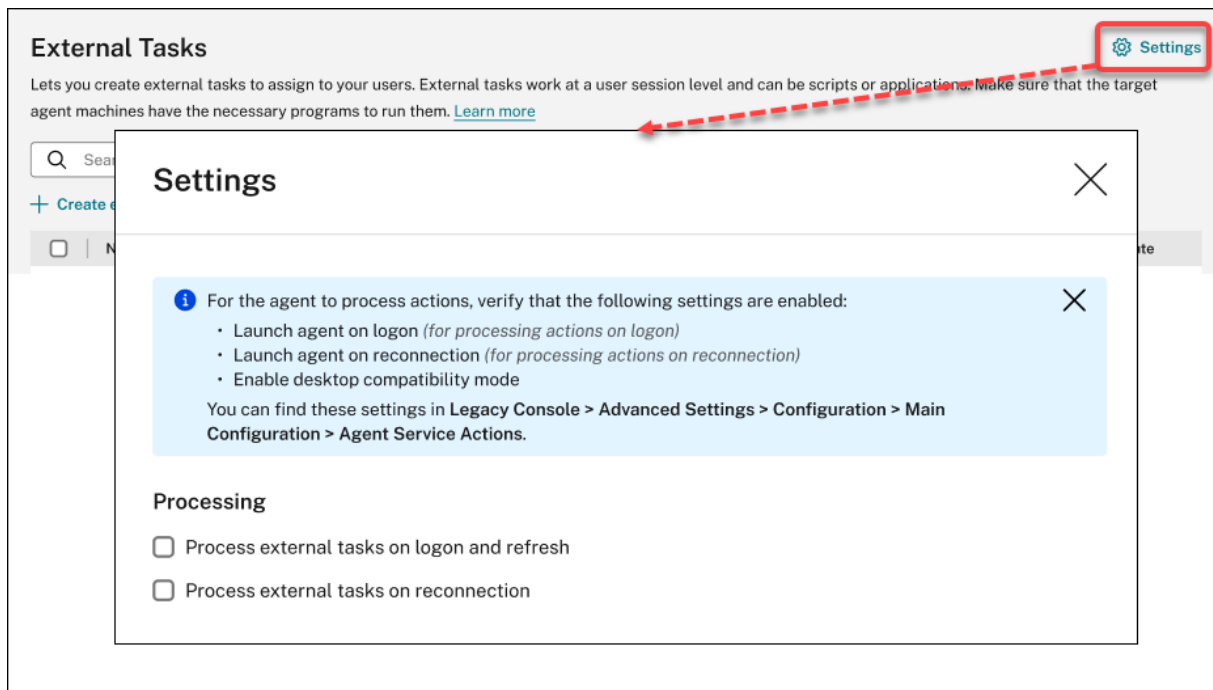 External Tasks
Settings
Lets you create external tasks to assign to your users. External tasks work at a user session level and can be scripts or applications. Make sure that the target
agent machines have the necessary programs to run them. Learn more
Settings
For the agent to process actions, verify that the following settings are enabled:
• Launch agent on logon (for processing actions on logon)
• Launch agent on reconnection (for processing actions on reconnection)
• Enable desktop compatibility mode
You can find these settings in Legacy Console > Advanced Settings > Configuration > Main
Configuration > Agent Service Actions.
Processing
Process external tasks on logon and refresh
Process external tasks on reconnection
+ Create